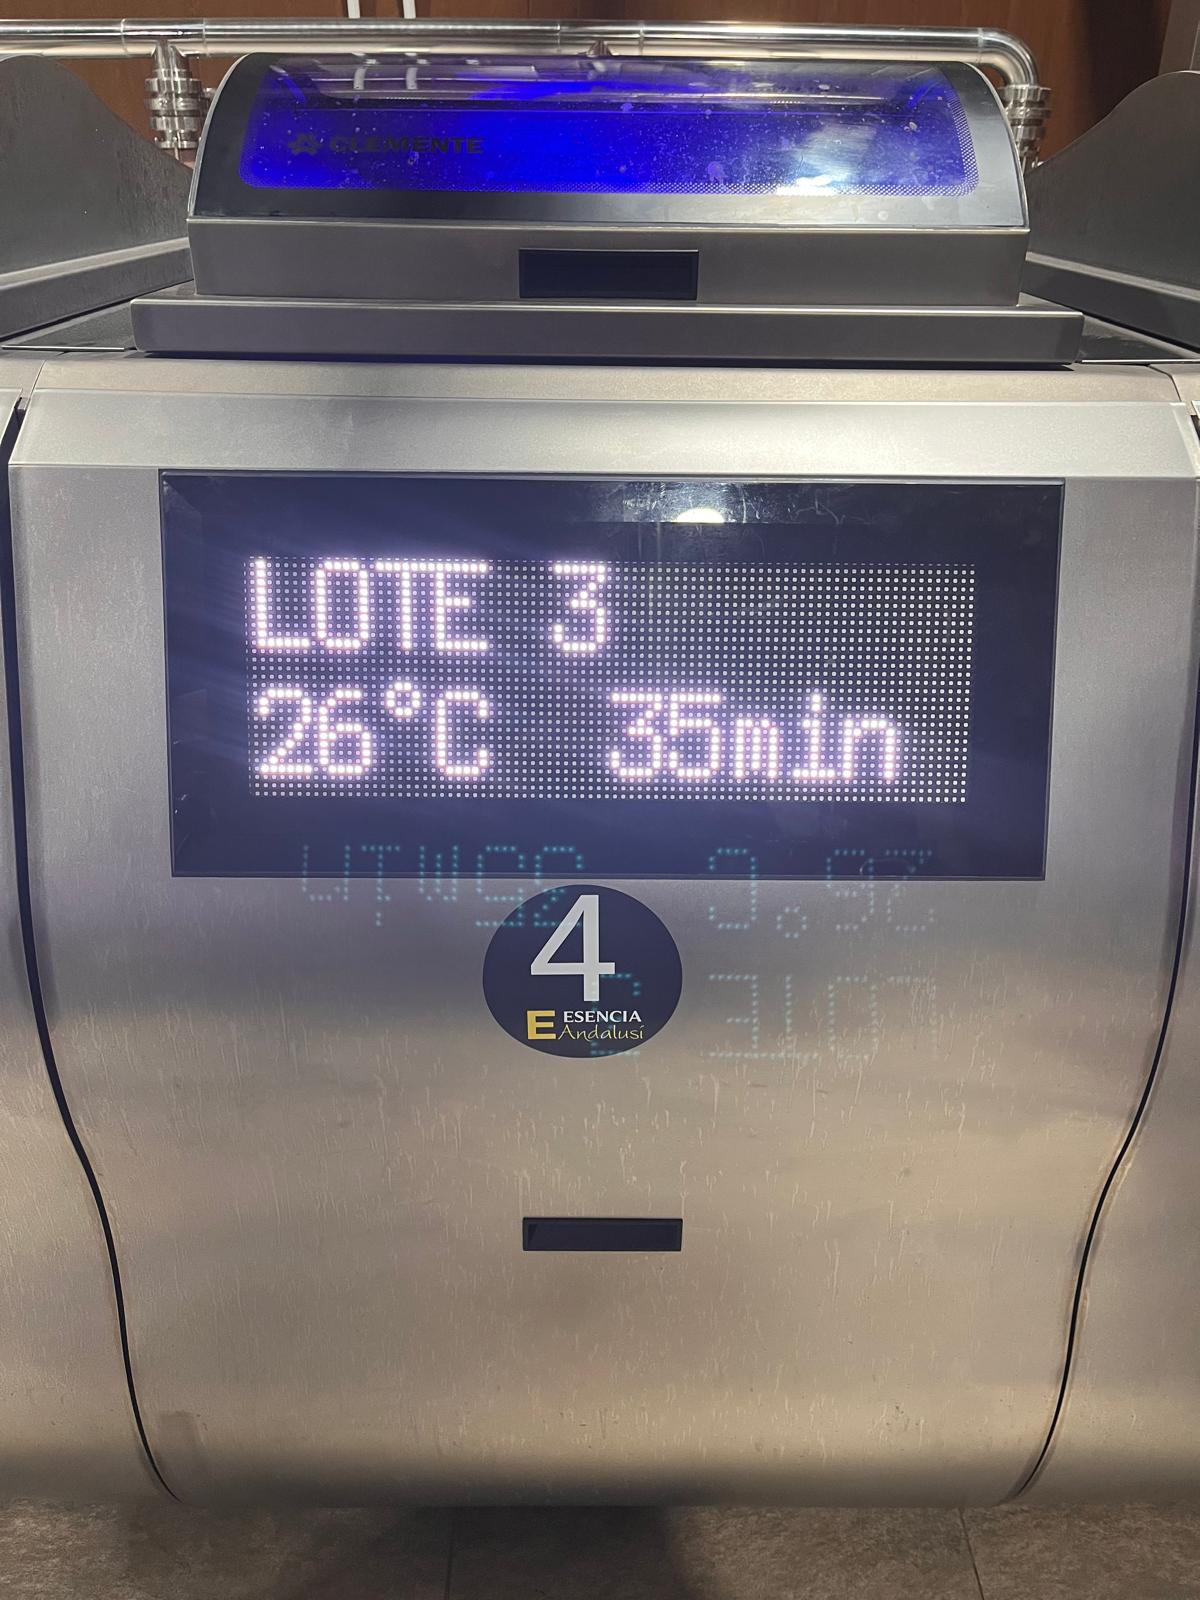 CLEMENTE
LOTE 3
26°C 35min
4
E ESENCIA
Andalusí